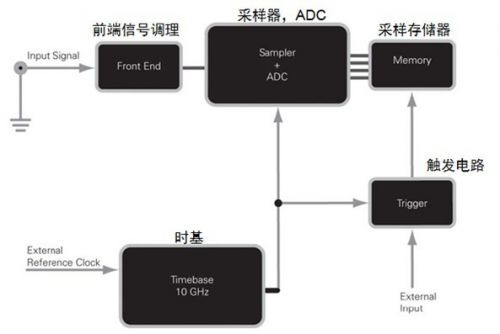 前端信号调理
采样器，ADC
采样存储器
Input Signal
Front End
Sampler
+
ADC
Memory
触发电路
Trigger
时基
External
Reference Clock
Timebase
10 GHz
External
Input